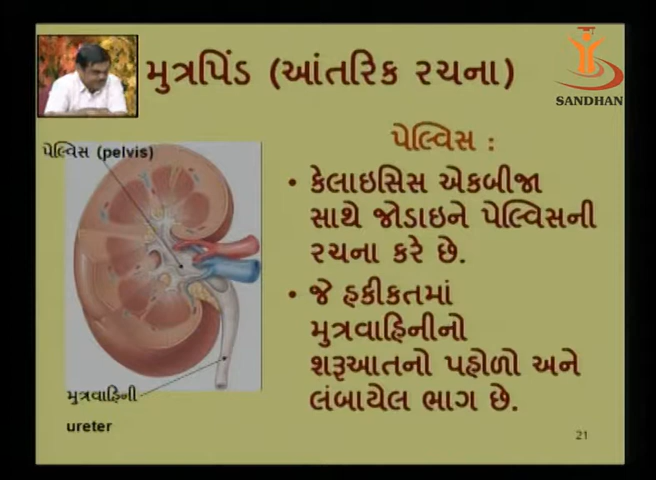 મુત્રપિંડ (આંતરિક રચના)
SANDHAN
પેલ્વિસ (pelvis)
પેલ્વિસ :
• કેલાઇસિસ એકબીજા
સાથે જોડાઇને પેલ્વિસની
રચના કરે છે.
• જે હકીકતમાં
મુત્રવાહિનીનો
શરૂઆતનો પહોળો અને
લંબાયેલ ભાગ છે.
મુત્રવાહિની
ureter
21